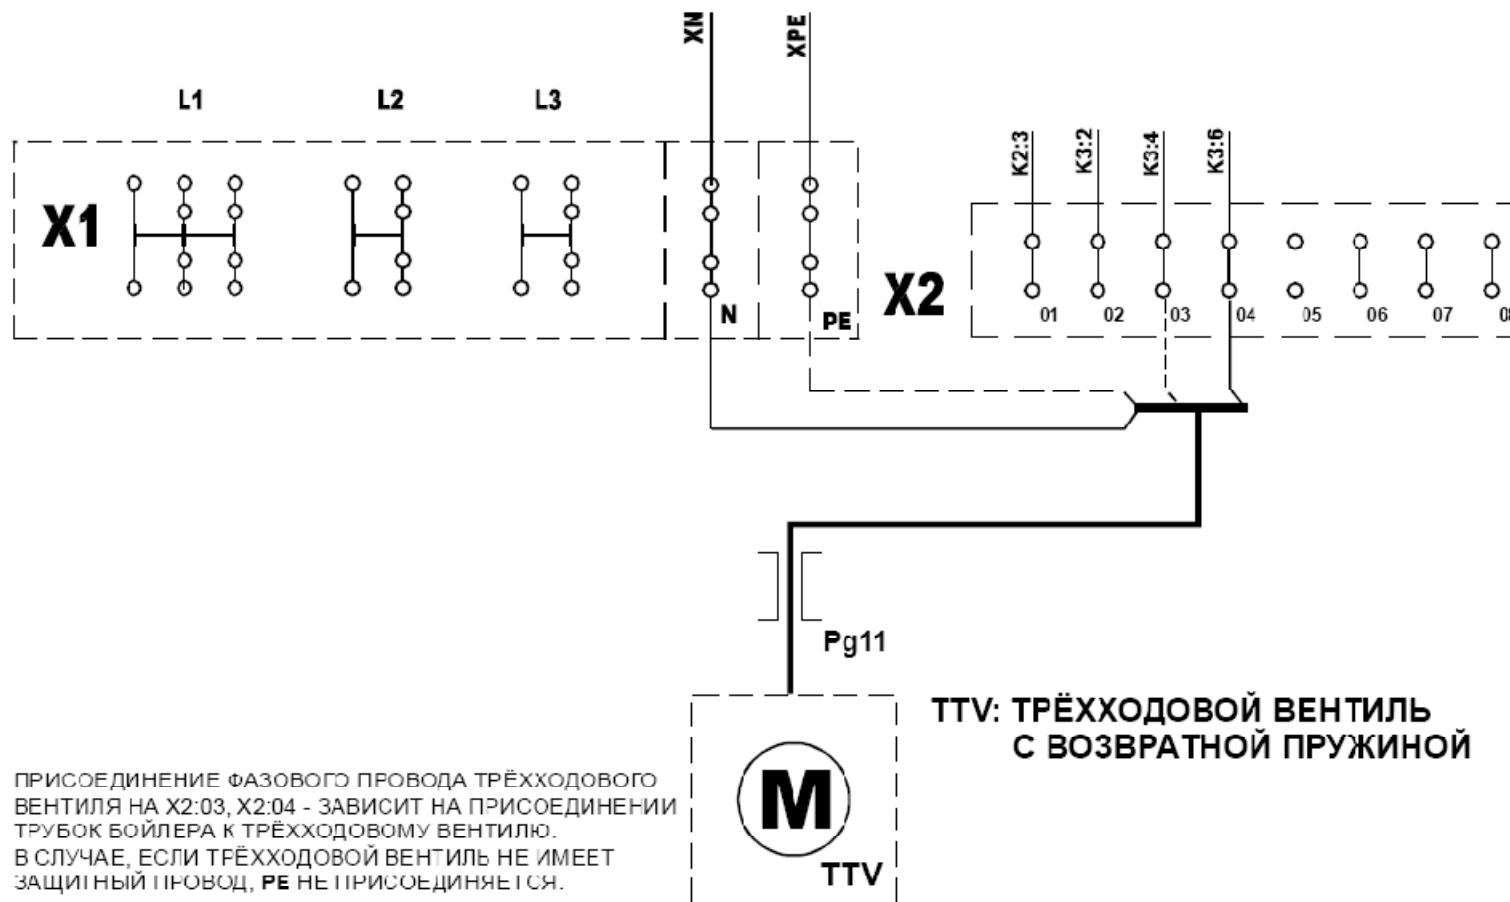 XN
XPE
L1 L2 L3
K2:3 K3:2 K3:4 K3:6
X1
X2
N
PE
01 02 03 04 05 06 07
Pg11
TTV: ТРЁХХОДОВОЙ ВЕНТИЛЬ
С ВОЗВРАТНОЙ ПРУЖИНОЙ
M
TTV
ПРИСОЕДИНЕНИЕ ФАЗОВОГО ПРОВОДА ТРЁХХОДОВОГО
ВЕНТИЛЯ НА X2:03, X2:04 - ЗАВИСИТ НА ПРИСОЕДИНЕНИИ
ТРУБОК БОЙЛЕРА К ТРЁХХОДОВОМУ ВЕНТИЛЮ.
В СЛУЧАЕ, ЕСЛИ ТРЁХХОДОВОЙ ВЕНТИЛЬ НЕ ИМЕЕТ
ЗАЩИТНЫЙ ПРОВОД, PE НЕ ПРИСОЕДИНЯЕТСЯ.